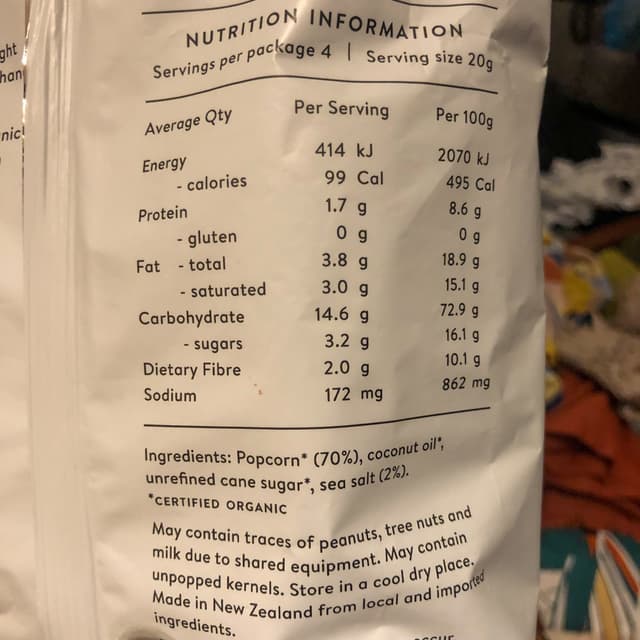 NUTRITION INFORMATION
Servings per package 4 | Serving size 20g
Average Qty Per Serving Per 100g
Energy 414 kJ 2070 kJ
- calories 99 Cal 495 Cal
Protein 1.7 g 8.6 g
- gluten 0 g 0 g
Fat - total 3.8 g 18.9 g
- saturated 3.0 g 15.1 g
Carbohydrate 14.6 g 72.9 g
- sugars 3.2 g 16.1 g
Dietary Fibre 2.0 g 10.1 g
Sodium 172 mg 862 mg
Ingredients: Popcorn* (70%), coconut oil*,
unrefined cane sugar*, sea salt (2%).
*CERTIFIED ORGANIC
May contain traces of peanuts, tree nuts and
milk due to shared equipment. May contain
unpopped kernels. Store in a cool dry place.
Made in New Zealand from local and imported
ingredients.